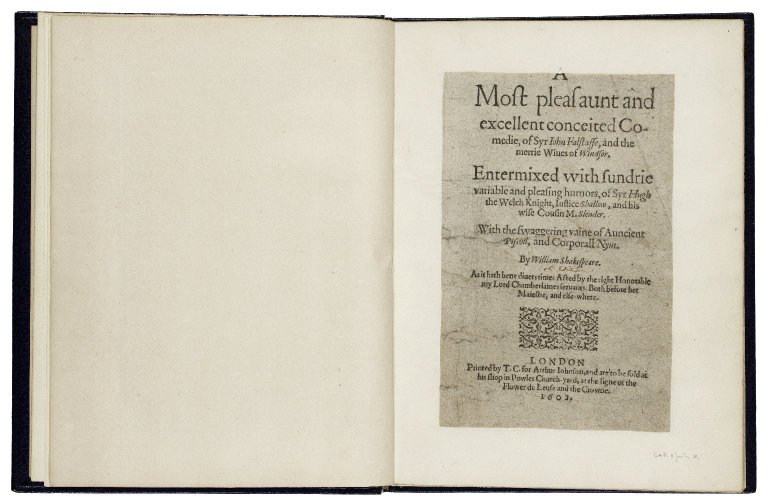 A
Moſt pleaſaunt and
excellent conceited Co-
medie, of Syr Iohn Falſtaffe, and the
merrie Wiues of Windſor.
Entermixed with ſundrie
variable and pleaſing humors, of Syr Hugh
the Welch Knight, Iuſtice Shallow, and his
wiſe Couſin M. Slender.
With the ſwaggering vaine of Auncient
Piſtoll, and Corporall Nym.
By William Shakeſpeare.
As it hath bene diuers times Acted by the right Honorable
my Lord Chamberlaines ſeruants. Both before her
Maieſtie, and elſe-where.
LONDON
Printed by T. C. for Arthur Iohnſon, and are to be ſold at
his ſhop in Powles Church-yard, at the ſigne of the
Flower de Leuſe and the Crowne.
1602.